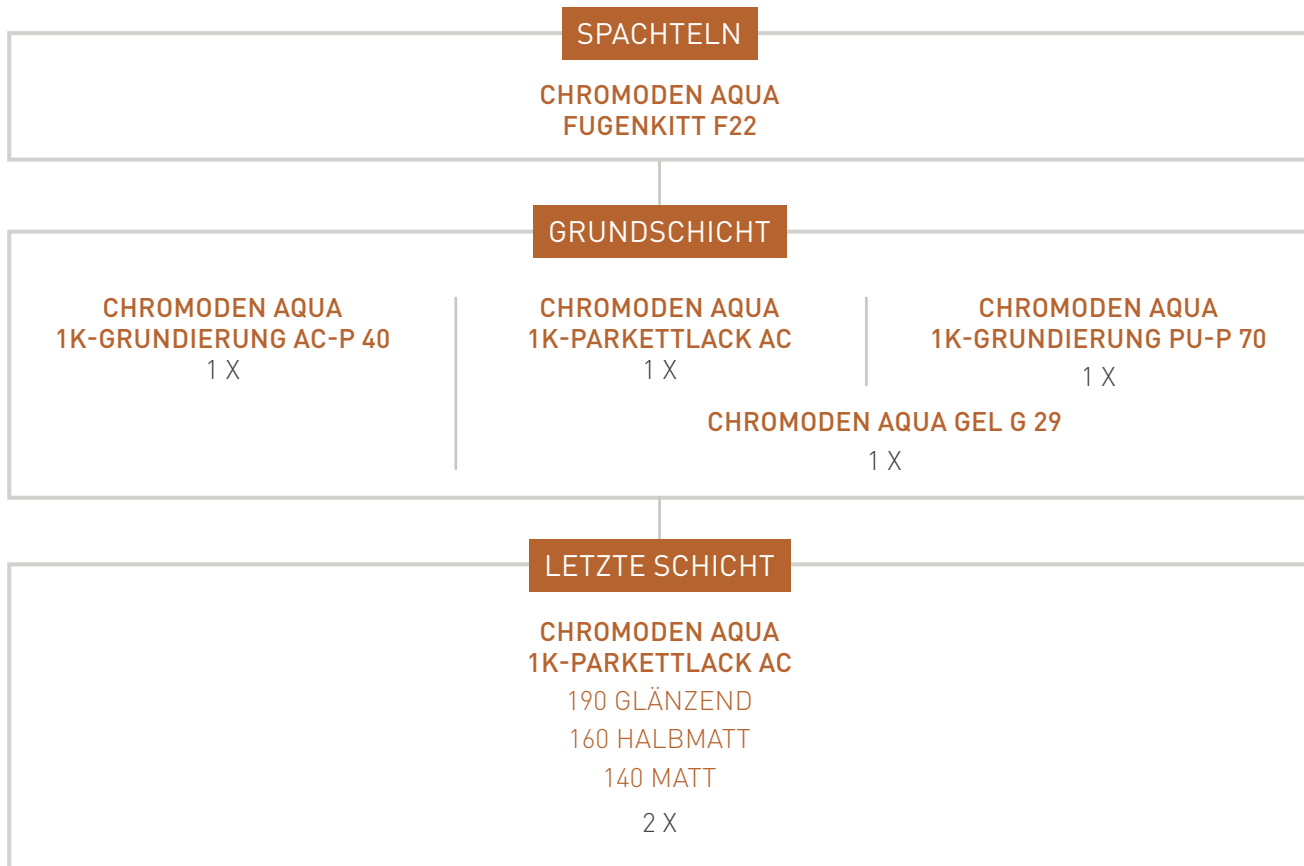 SPACHTELN
CHROMODEN AQUA
FUGENKITT F22
GRUNDSCHICHT
CHROMODEN AQUA
1K-GRUNDIERUNG AC-P 40
1 X
CHROMODEN AQUA
1K-PARKETTLACK AC
1 X
CHROMODEN AQUA
1K-GRUNDIERUNG PU-P 70
1 X
CHROMODEN AQUA GEL G 29
1 X
LETZTE SCHICHT
CHROMODEN AQUA
1K-PARKETTLACK AC
190 GLÄNZEND
160 HALBMATT
140 MATT
2 X